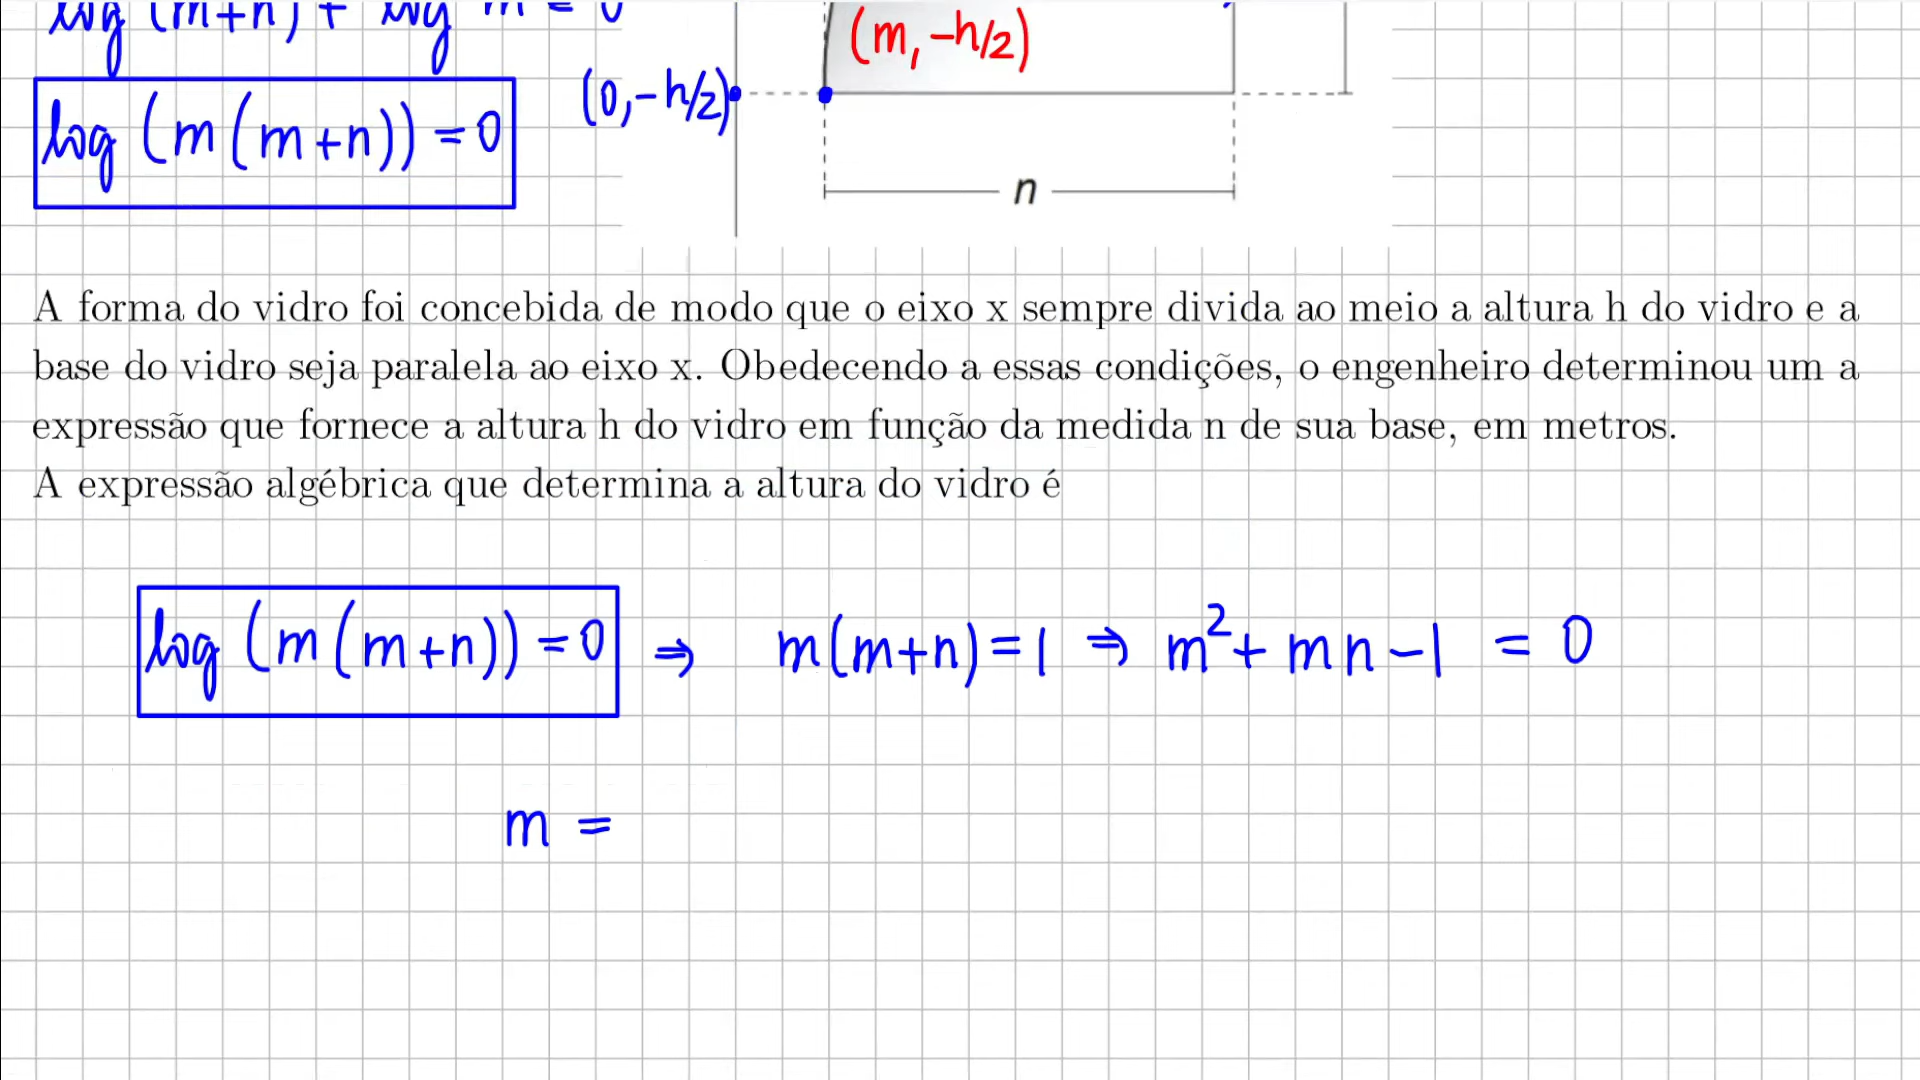 log (m+n) + log m = 0
(m, -h/2)
(0, -h/2)
log (m(m+n)) = 0
n
A forma do vidro foi concebida de modo que o eixo x sempre divida ao meio a altura h do vidro e a
base do vidro seja paralela ao eixo x. Obedecendo a essas condições, o engenheiro determinou um a
expressão que fornece a altura h do vidro em função da medida n de sua base, em metros.
A expressão algébrica que determina a altura do vidro é
log (m(m+n)) = 0 ⇒ m(m+n) = 1 ⇒ m² + mn - 1 = 0
m =